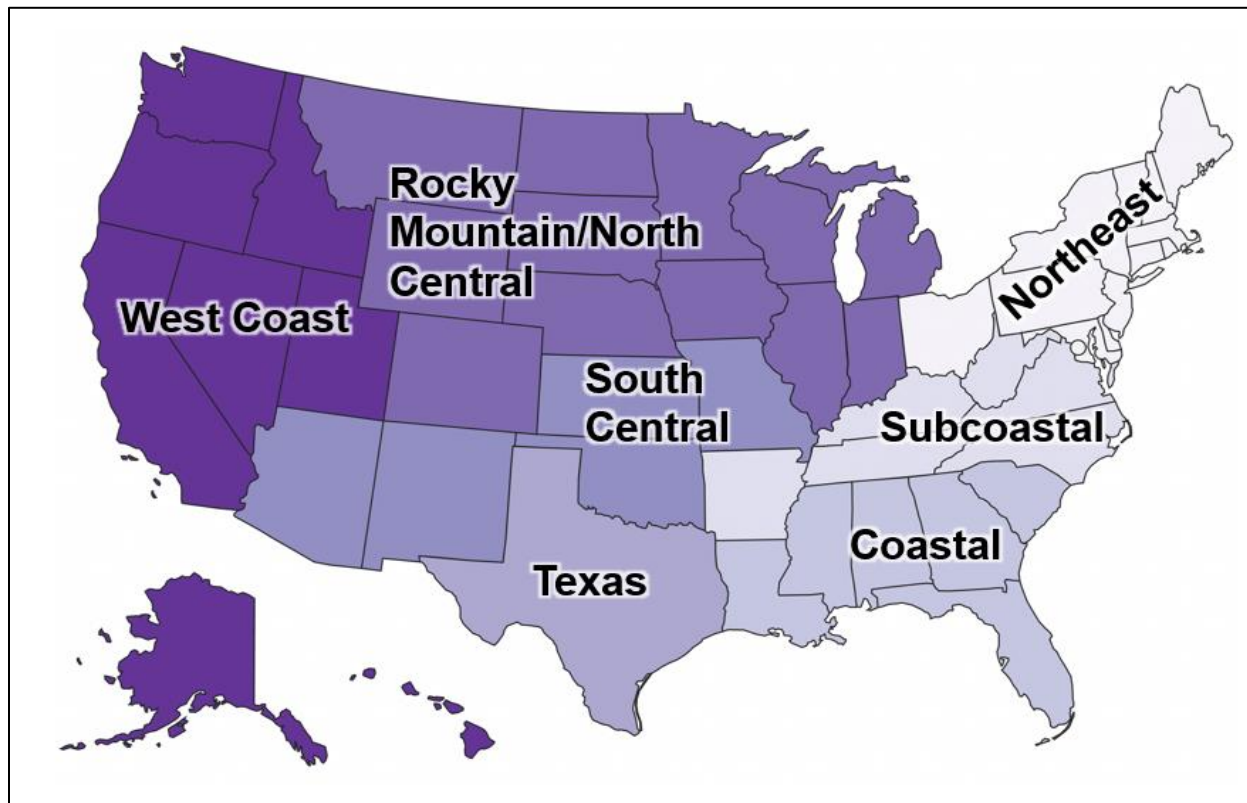 Rocky
Mountain/North
Central
Northeast
West Coast
South
Central
Subcoastal
Coastal
Texas